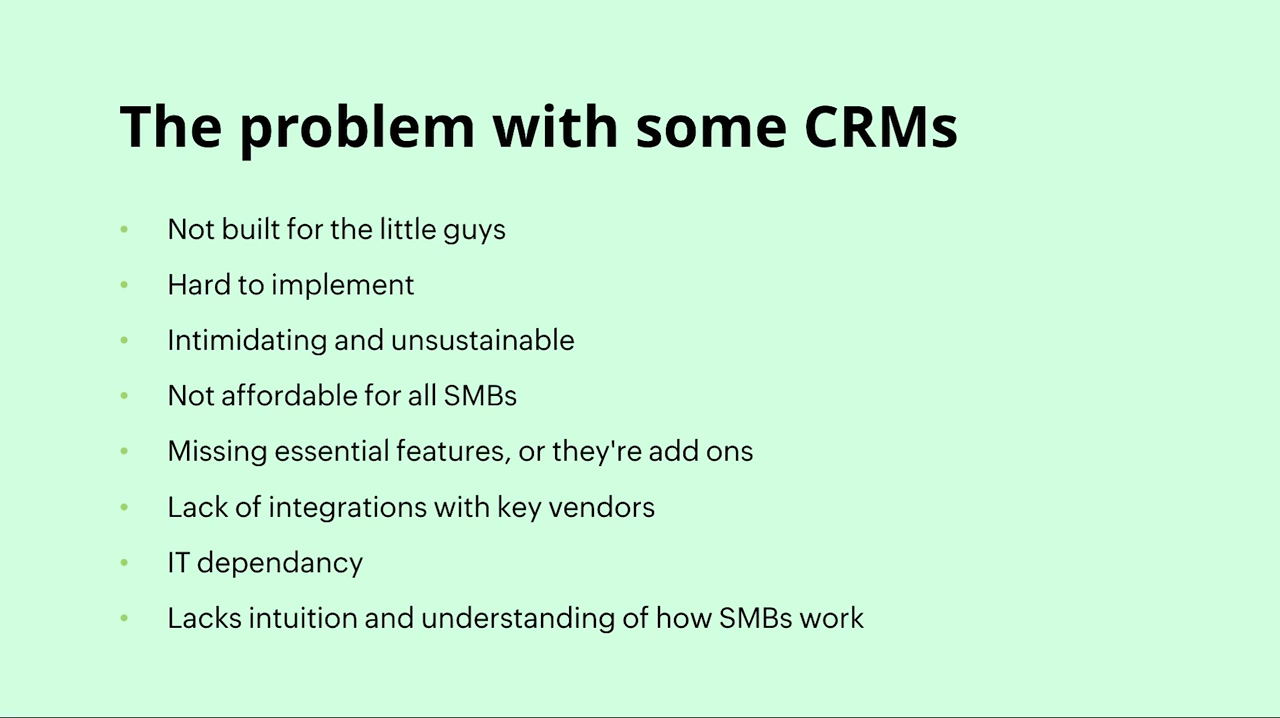 The problem with some CRMs
• Not built for the little guys
• Hard to implement
• Intimidating and unsustainable
• Not affordable for all SMBs
• Missing essential features, or they're add ons
• Lack of integrations with key vendors
• IT dependancy
• Lacks intuition and understanding of how SMBs work